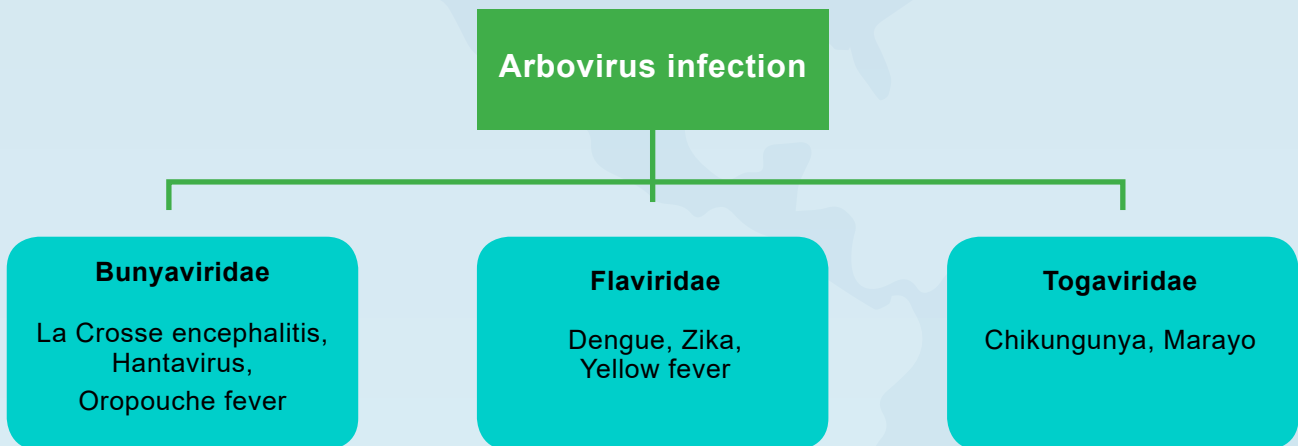 Arbovirus infection
Bunyaviridae
La Crosse encephalitis,
Hantavirus,
Oropouche fever
Flaviridae
Dengue, Zika,
Yellow fever
Togaviridae
Chikungunya, Marayo